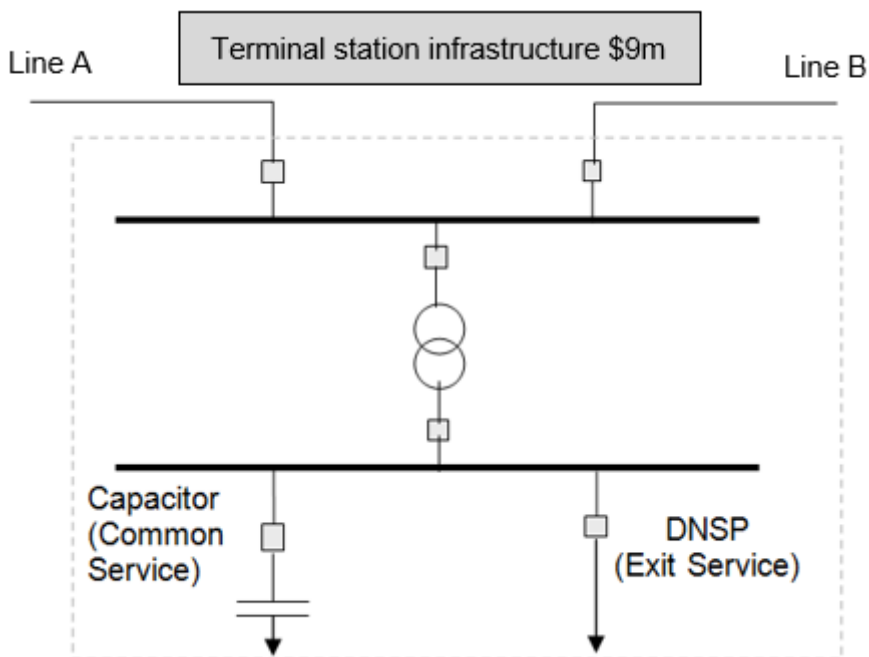 Terminal station infrastructure $9m
Line A
Line B
Capacitor
(Common
Service)
DNSP
(Exit Service)